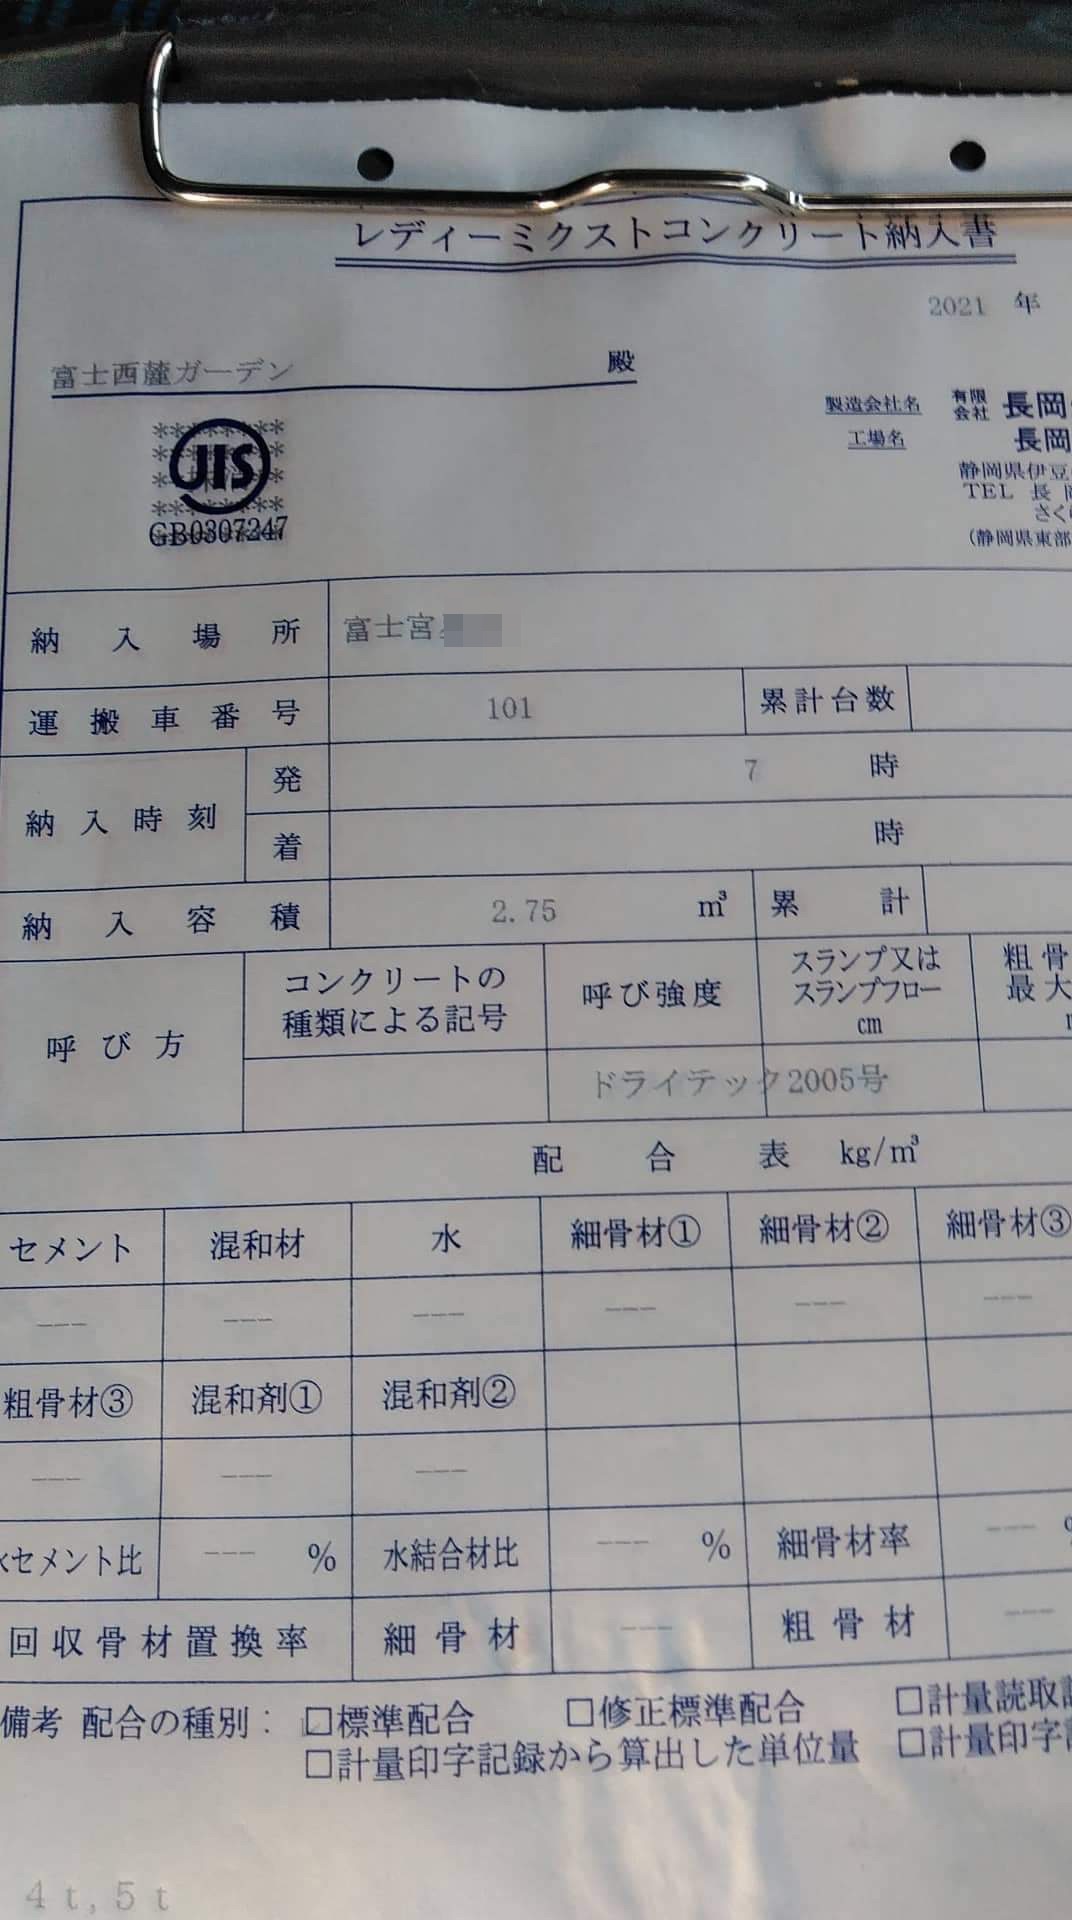 レディーミクストコンクリート納入書
2021 年
富士西麓ガーデン 殿
製造会社名 有限会社 長岡
工場名 長岡
静岡県伊豆
TEL 長
さく
(静岡県東部
JIS
GB0307247
納入場所 富士宮
運搬車番号 101 累計台数
納入時刻 発 7 時
着 時
納入容積 2.75 m³ 累計
呼び方 コンクリートの種類による記号 呼び強度 スランプ又はスランプフロー cm 粗骨 最大
ドライテック2005号
配合表 kg/m³
セメント 混和材 水 細骨材① 細骨材② 細骨材③
--- --- --- --- --- ---
粗骨材③ 混和剤① 混和剤②
--- --- ---
セメント比 --- % 水結合材比 --- % 細骨材率 ---
回収骨材置換率 細骨材 --- 粗骨材 ---
備考 配合の種別: □標準配合 □修正標準配合 □計量読取
□計量印字記録から算出した単位量 □計量印字
4t,5t